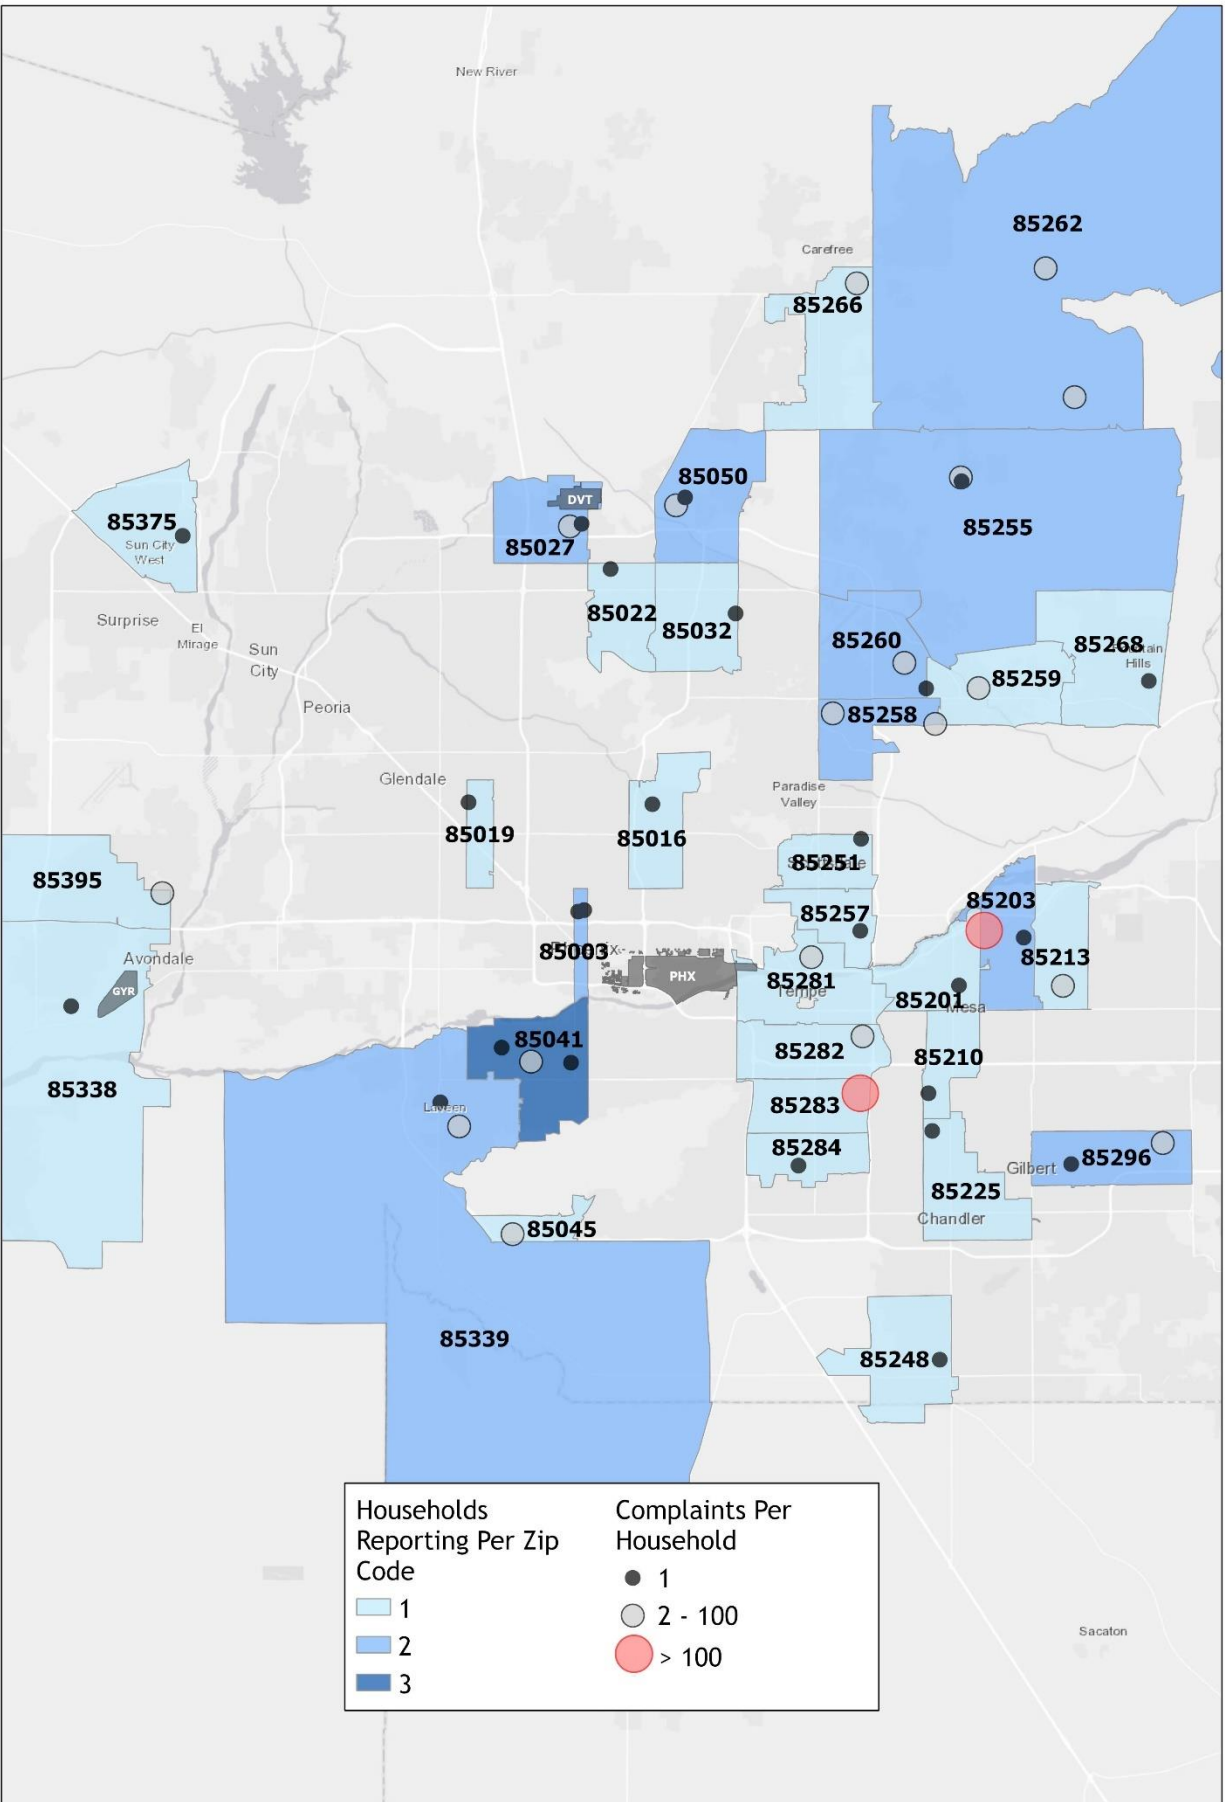 New River
85262
Carefree
85266
85050
DVT
85375
85255
Sun City
West
85027
85022
85032
Surprise
El
Mirage
Sun
City
85260
85268
Hills
85259
Peoria
85258
Glendale
Paradise
Valley
85019
85016
85251
85395
85203
85257
85003
Avondale
85213
PHX
GYR
85281
Tempe
85201
Mesa
85041
85282
85210
85338
85283
Laveen
85284
85296
Gilbert
85225
Chandler
85045
85339
85248
Households
Reporting Per Zip
Code
1
2
3
Complaints Per
Household
1
2 - 100
> 100
Sacaton